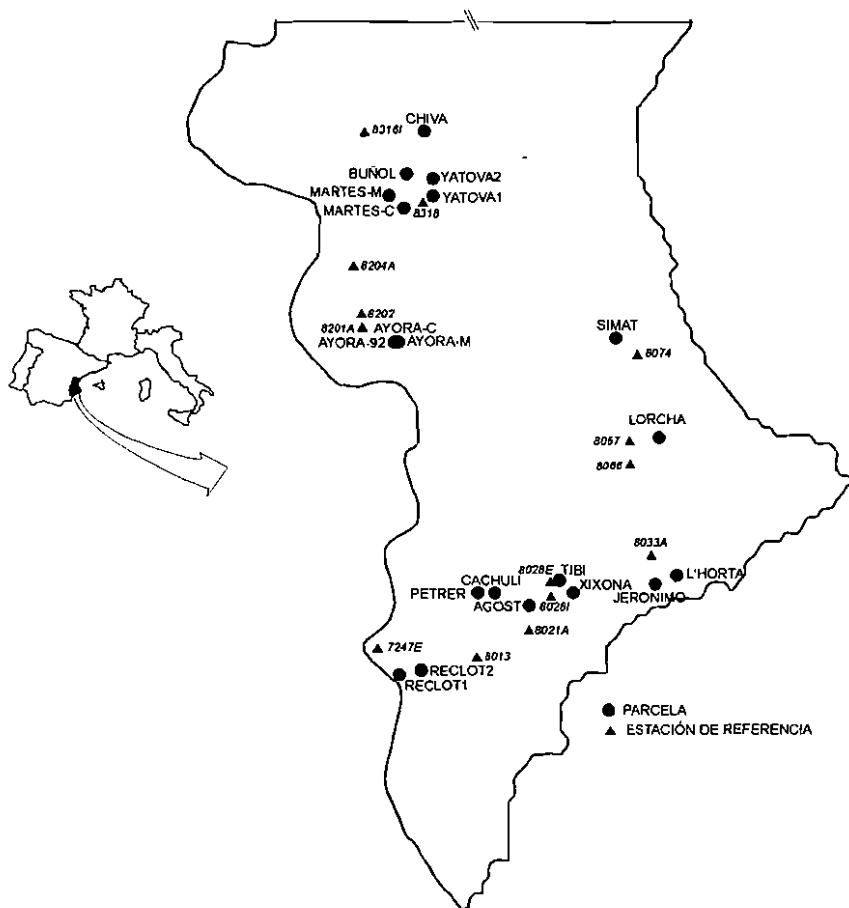 CHIVA
8316I
BUÑOL
YATOVA2
MARTES-M
YATOVA1
MARTES-C
8318
8204A
8202
8201A
AYORA-C
AYORA-92
AYORA-M
SIMAT
8074
LORCHA
8057
8066
8033A
8028E
TIBI
CACHULI
L'HORTA
PETRER
XIXONA
JERONIMO
AGOST
8028I
8021A
7247E
8013
RECLOT2
RECLOT1
PARCELA
ESTACIÓN DE REFERENCIA